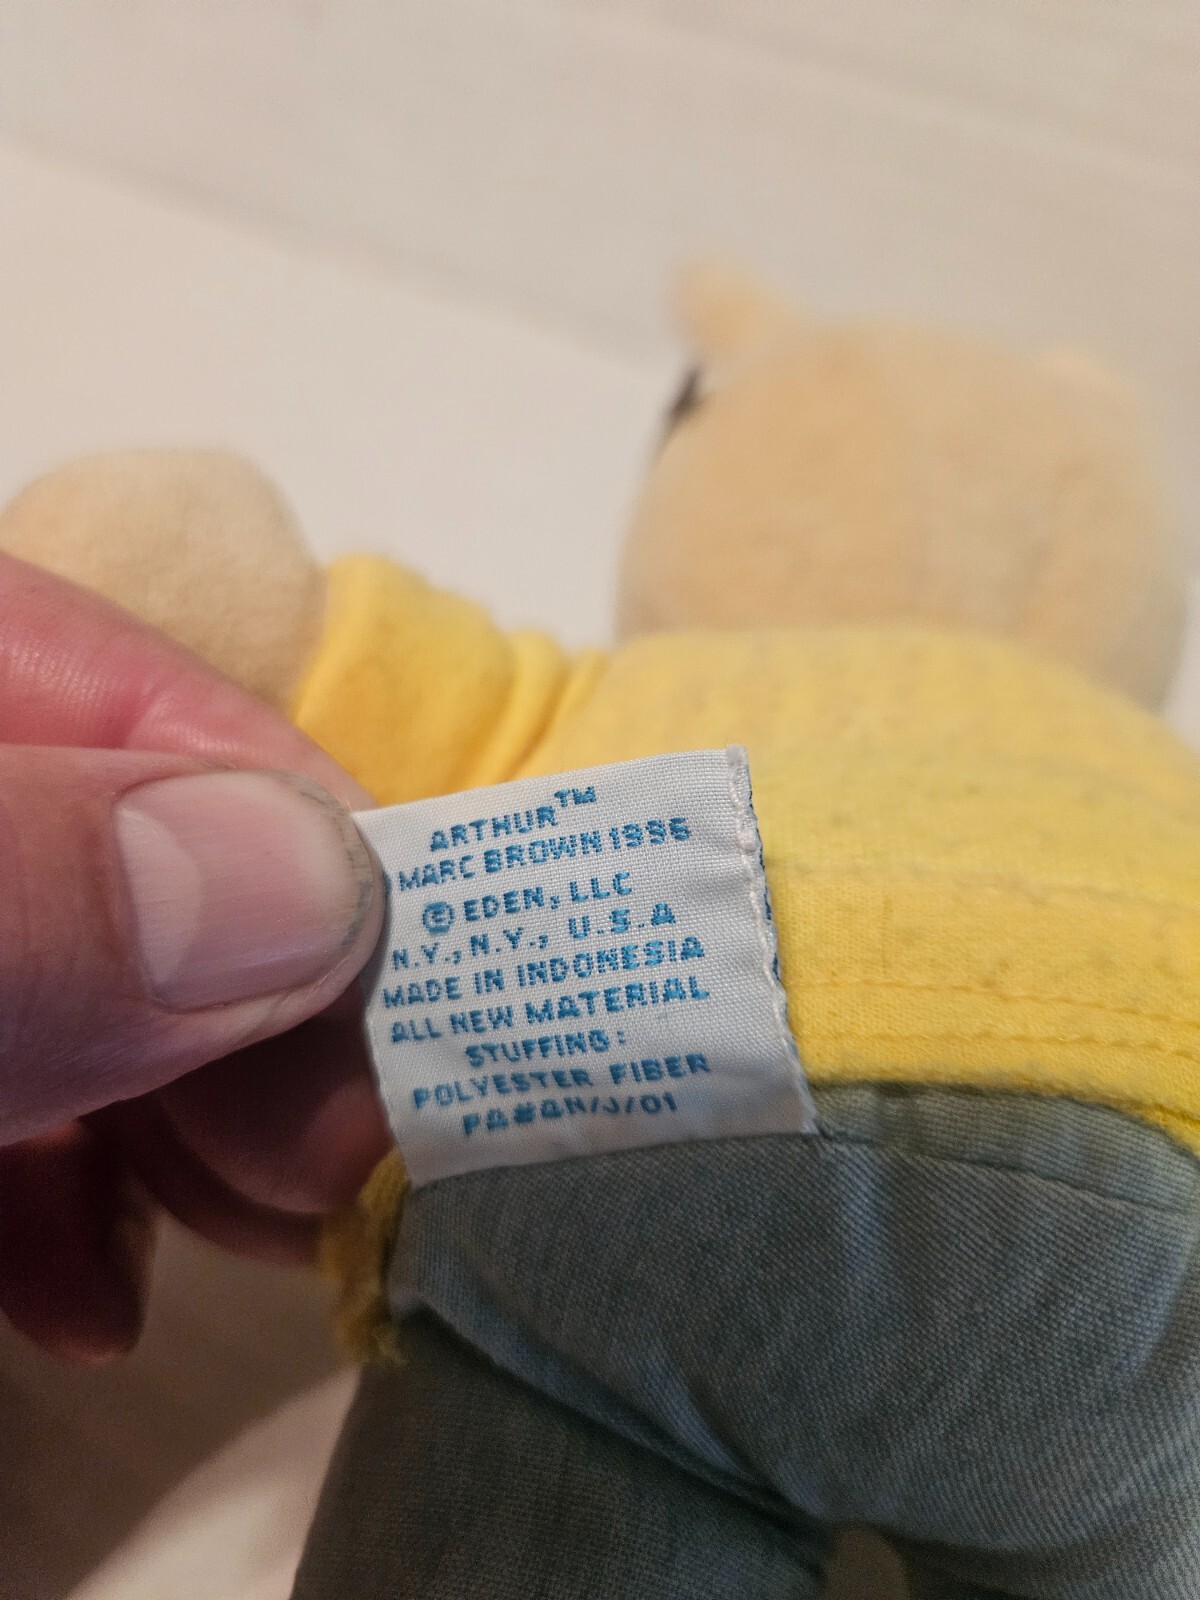 ARTHUR™
MARC BROWN 1996
© EDEN, LLC
N.Y., N.Y., U.S.A
MADE IN INDONESIA
ALL NEW MATERIAL
STUFFING:
POLYESTER FIBER